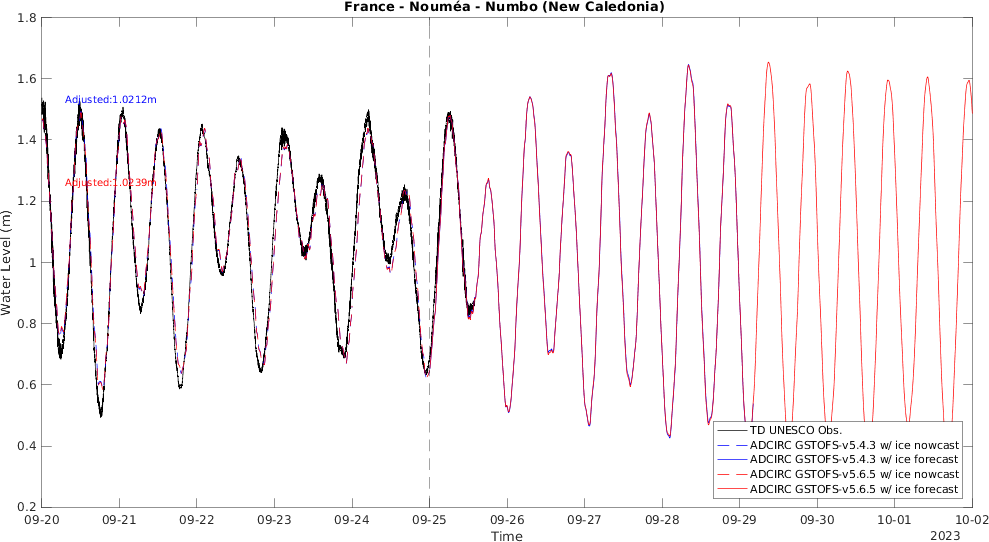 France - Nouméa - Numbo (New Caledonia)
1.8
1.6
1.4
1.2
1
0.8
0.6
0.4
0.2
Water Level (m)
Adjusted:1.0212m
Adjusted:1.0239m
TD UNESCO Obs.
ADCIRC GSTOFS-v5.4.3 w/ ice nowcast
ADCIRC GSTOFS-v5.4.3 w/ ice forecast
ADCIRC GSTOFS-v5.6.5 w/ ice nowcast
ADCIRC GSTOFS-v5.6.5 w/ ice forecast
09-20 09-21 09-22 09-23 09-24 09-25 09-26 09-27 09-28 09-29 09-30 10-01 10-02
Time
2023